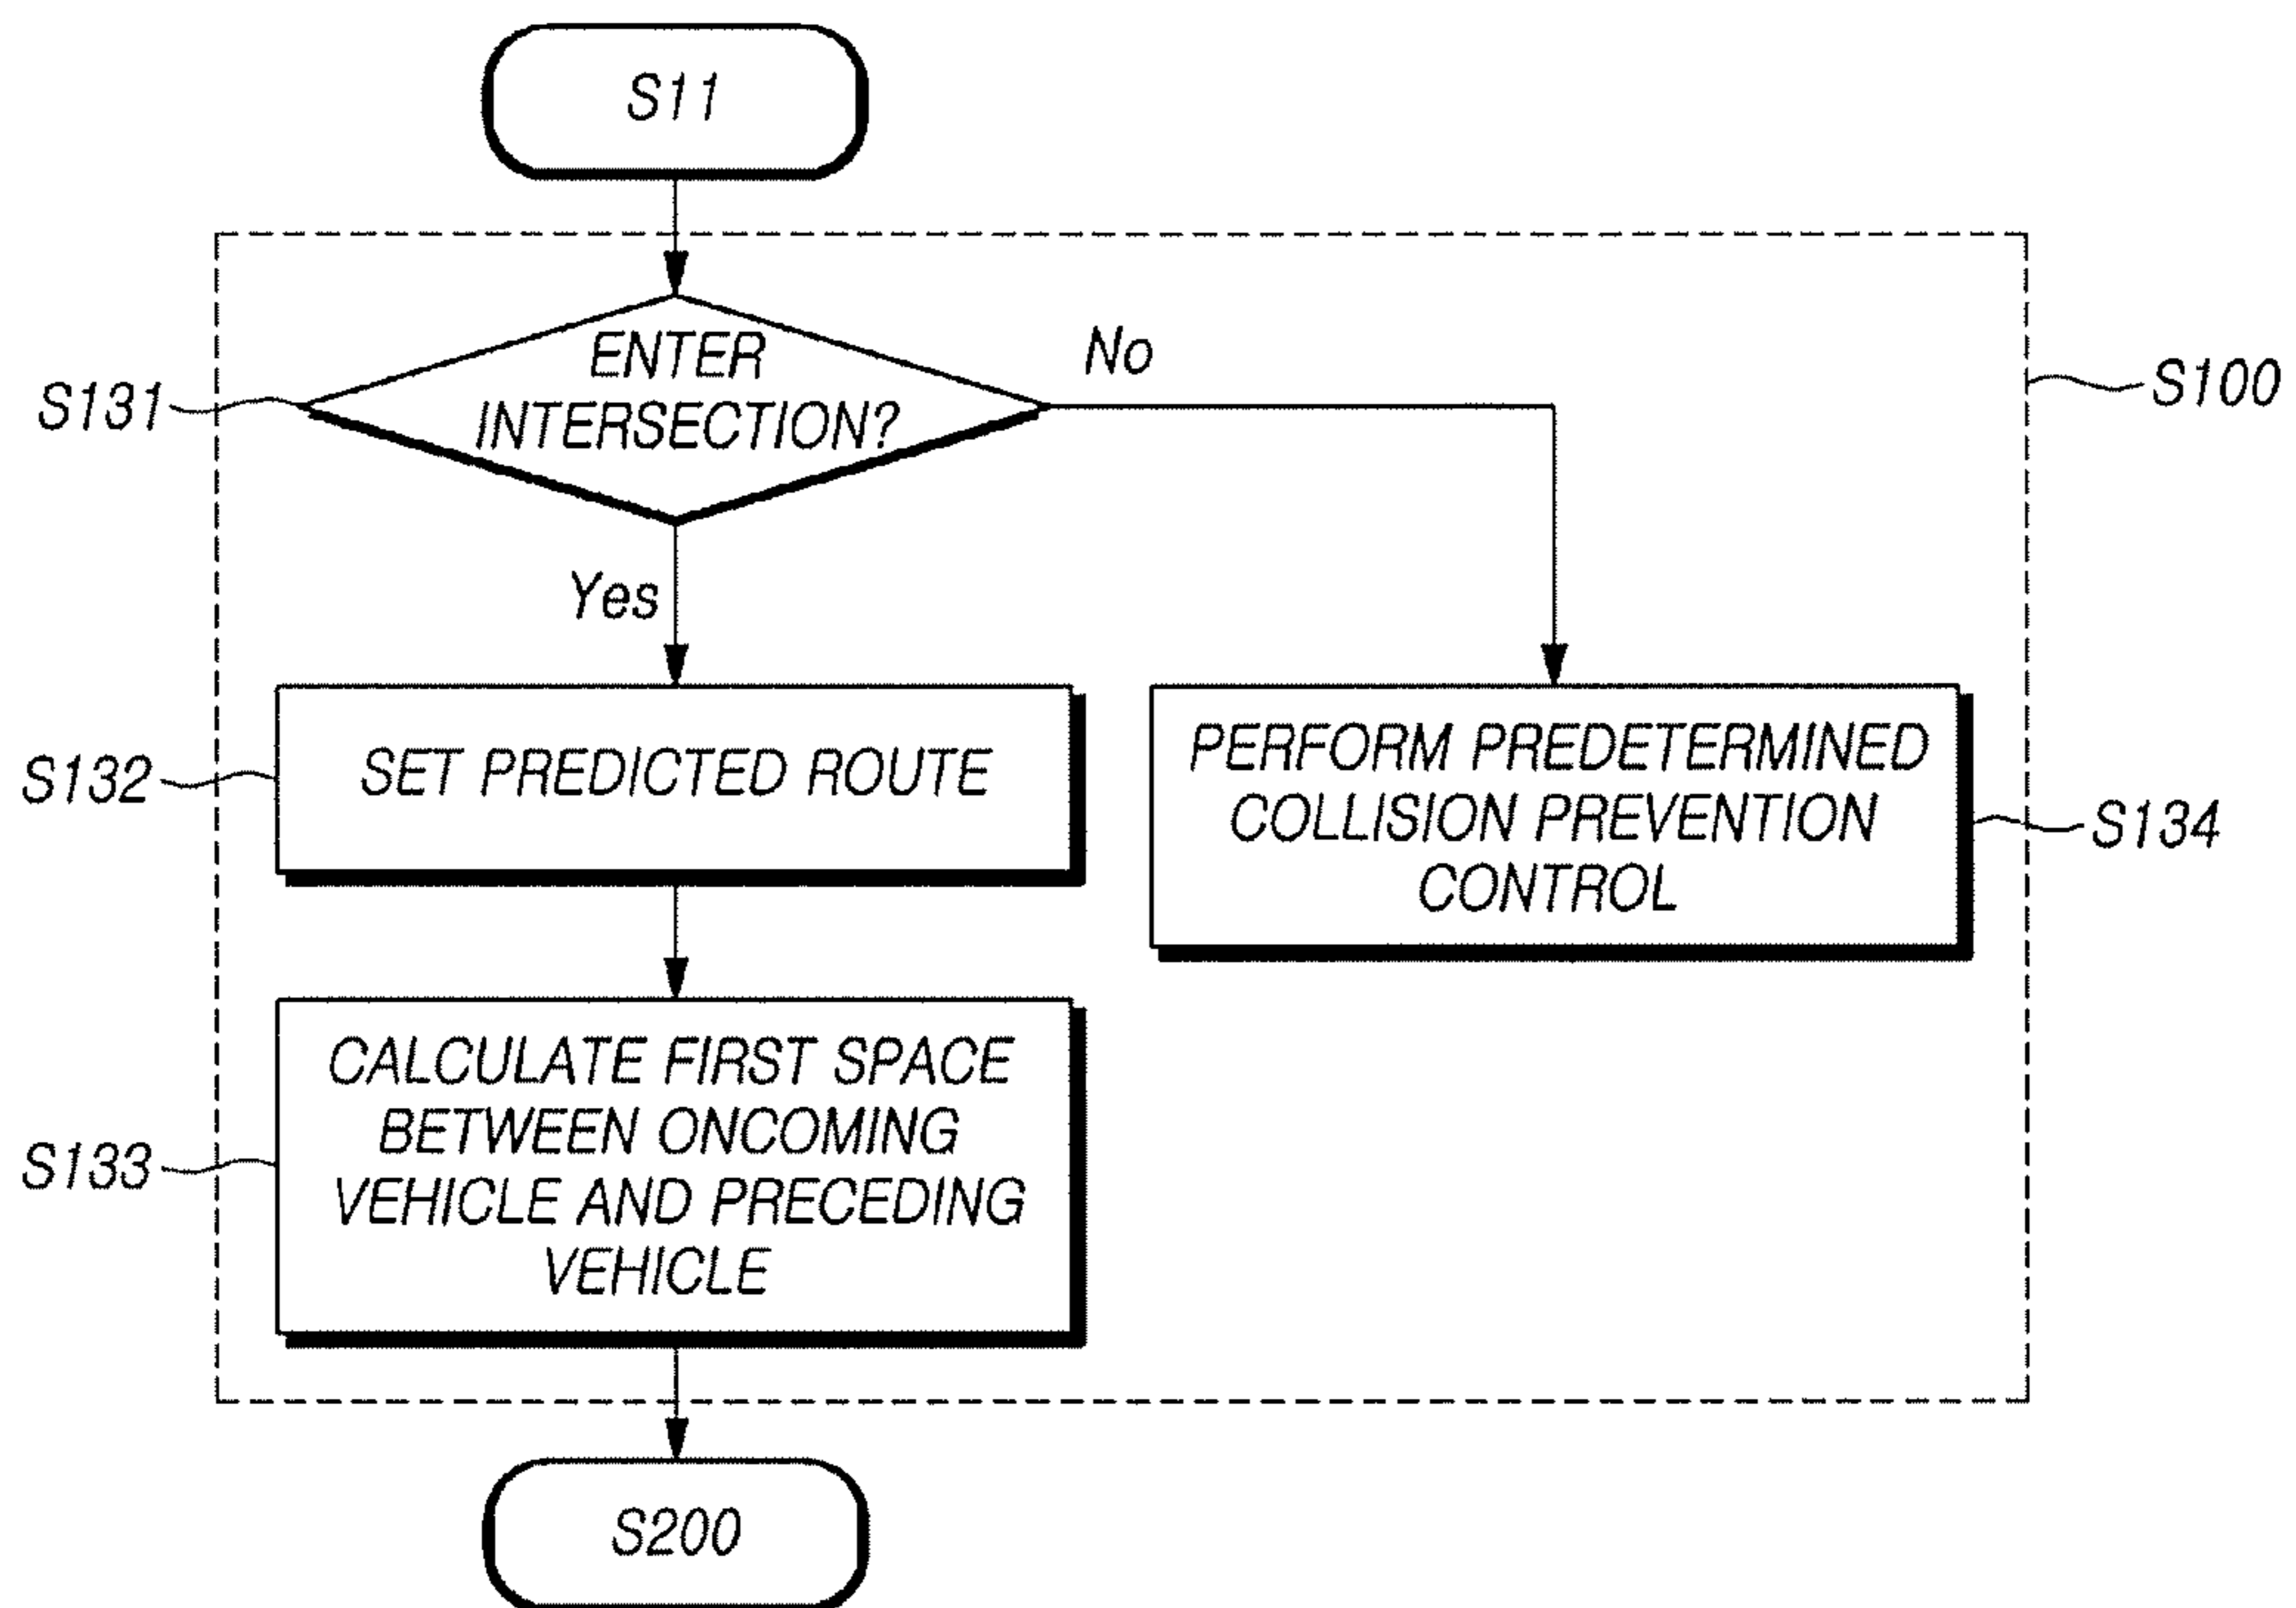 S11
ENTER
INTERSECTION?
No
Yes
S131
S100
SET PREDICTED ROUTE
S132
PERFORM PREDETERMINED
COLLISION PREVENTION
CONTROL
S134
CALCULATE FIRST SPACE
BETWEEN ONCOMING
VEHICLE AND PRECEDING
VEHICLE
S133
S200